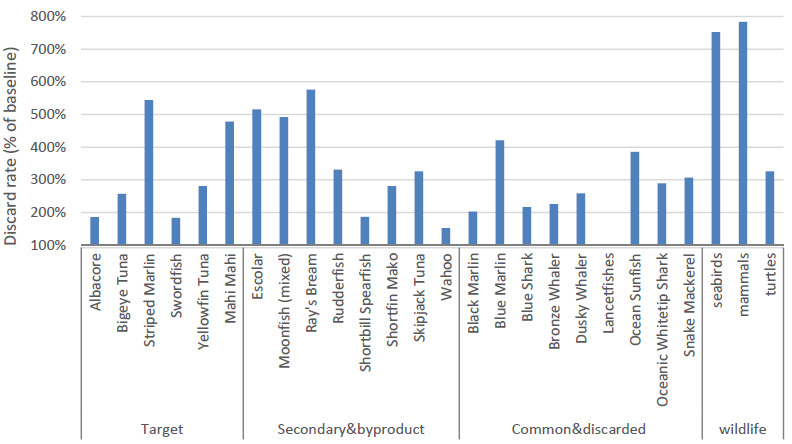 Discard rate (% of baseline)
800%
700%
600%
500%
400%
300%
200%
100%
Albacore
Bigeye Tuna
Striped Marlin
Swordfish
Yellowfin Tuna
Mahi Mahi
Escolar
Moonfish (mixed)
Ray's Bream
Rudderfish
Shortbill Spearfish
Shortfin Mako
Skipjack Tuna
Wahoo
Black Marlin
Blue Marlin
Blue Shark
Bronze Whaler
Dusky Whaler
Lancetfishes
Ocean Sunfish
Oceanic Whitetip Shark
Snake Mackerel
seabirds
mammals
turtles
Target
Secondary&byproduct
Common&discarded
wildlife